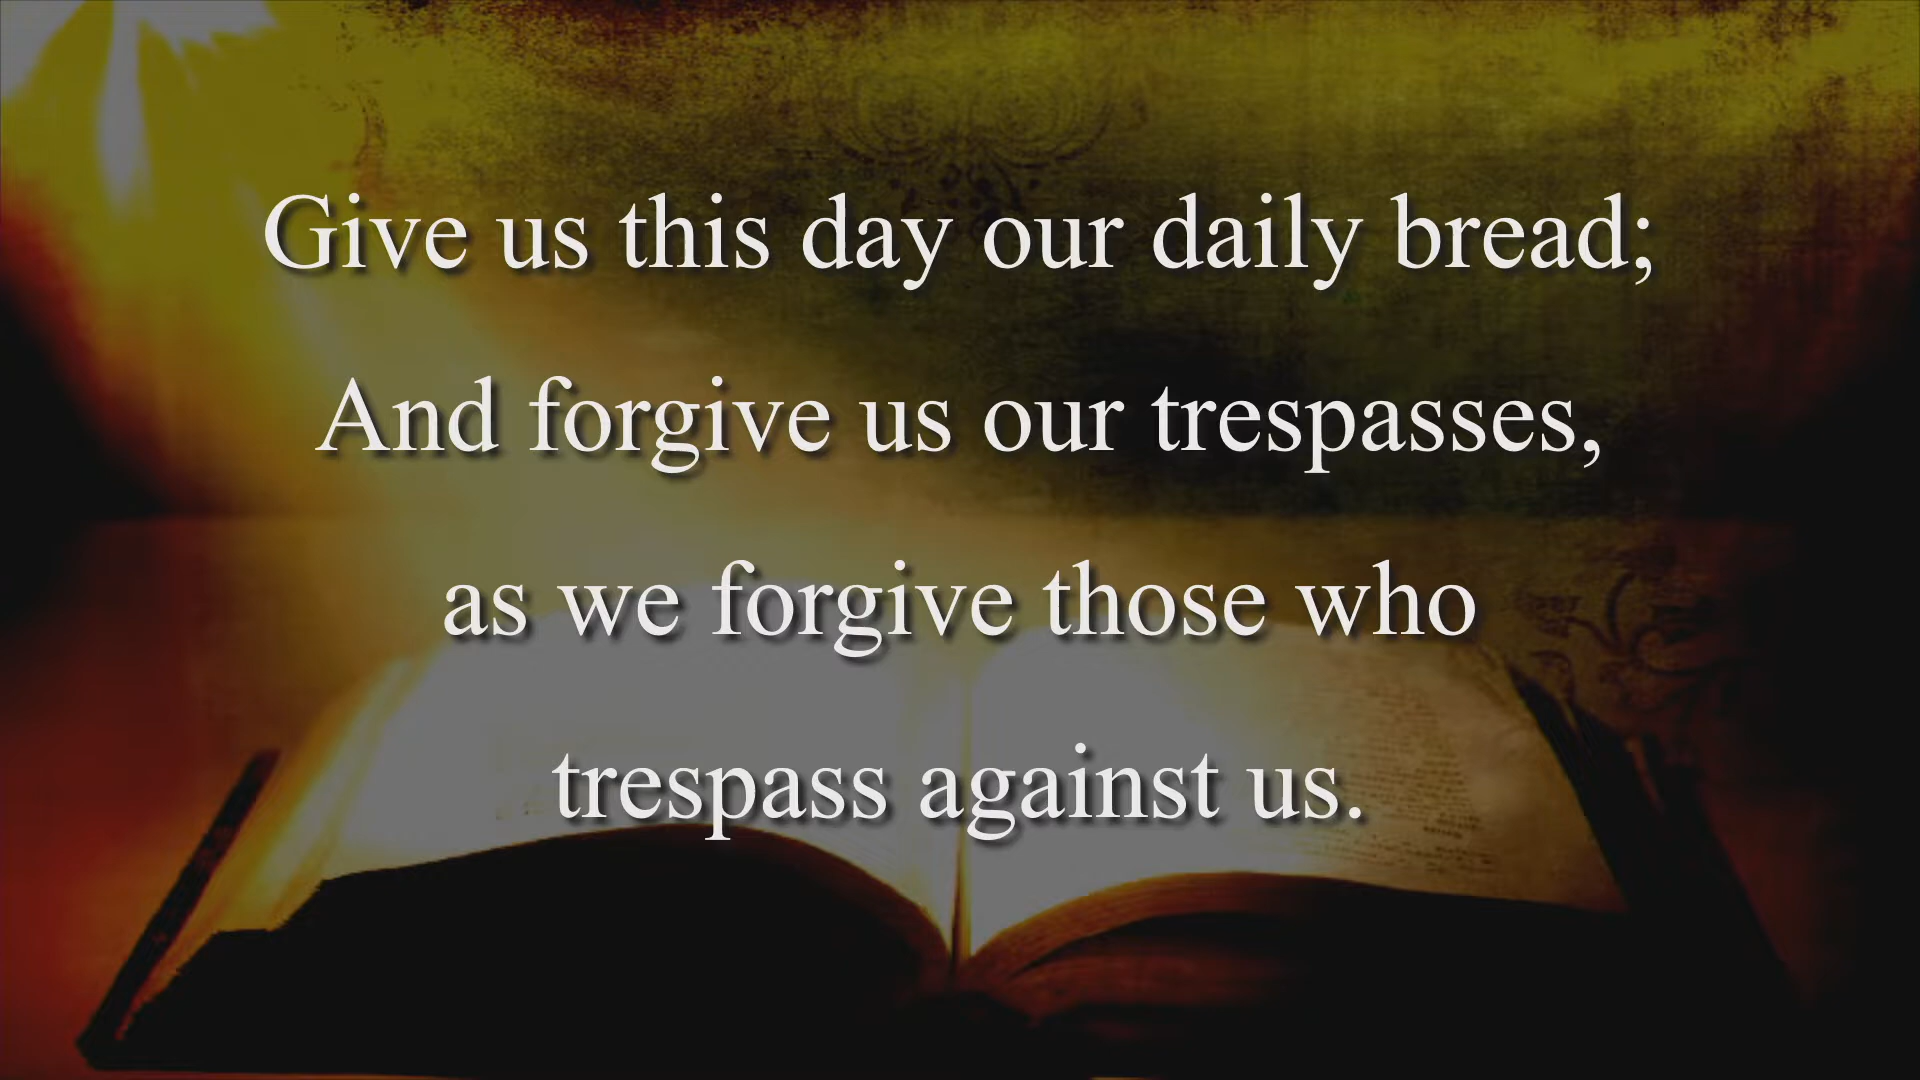 Give us this day our daily bread;
And forgive us our trespasses,
as we forgive those who
trespass against us.